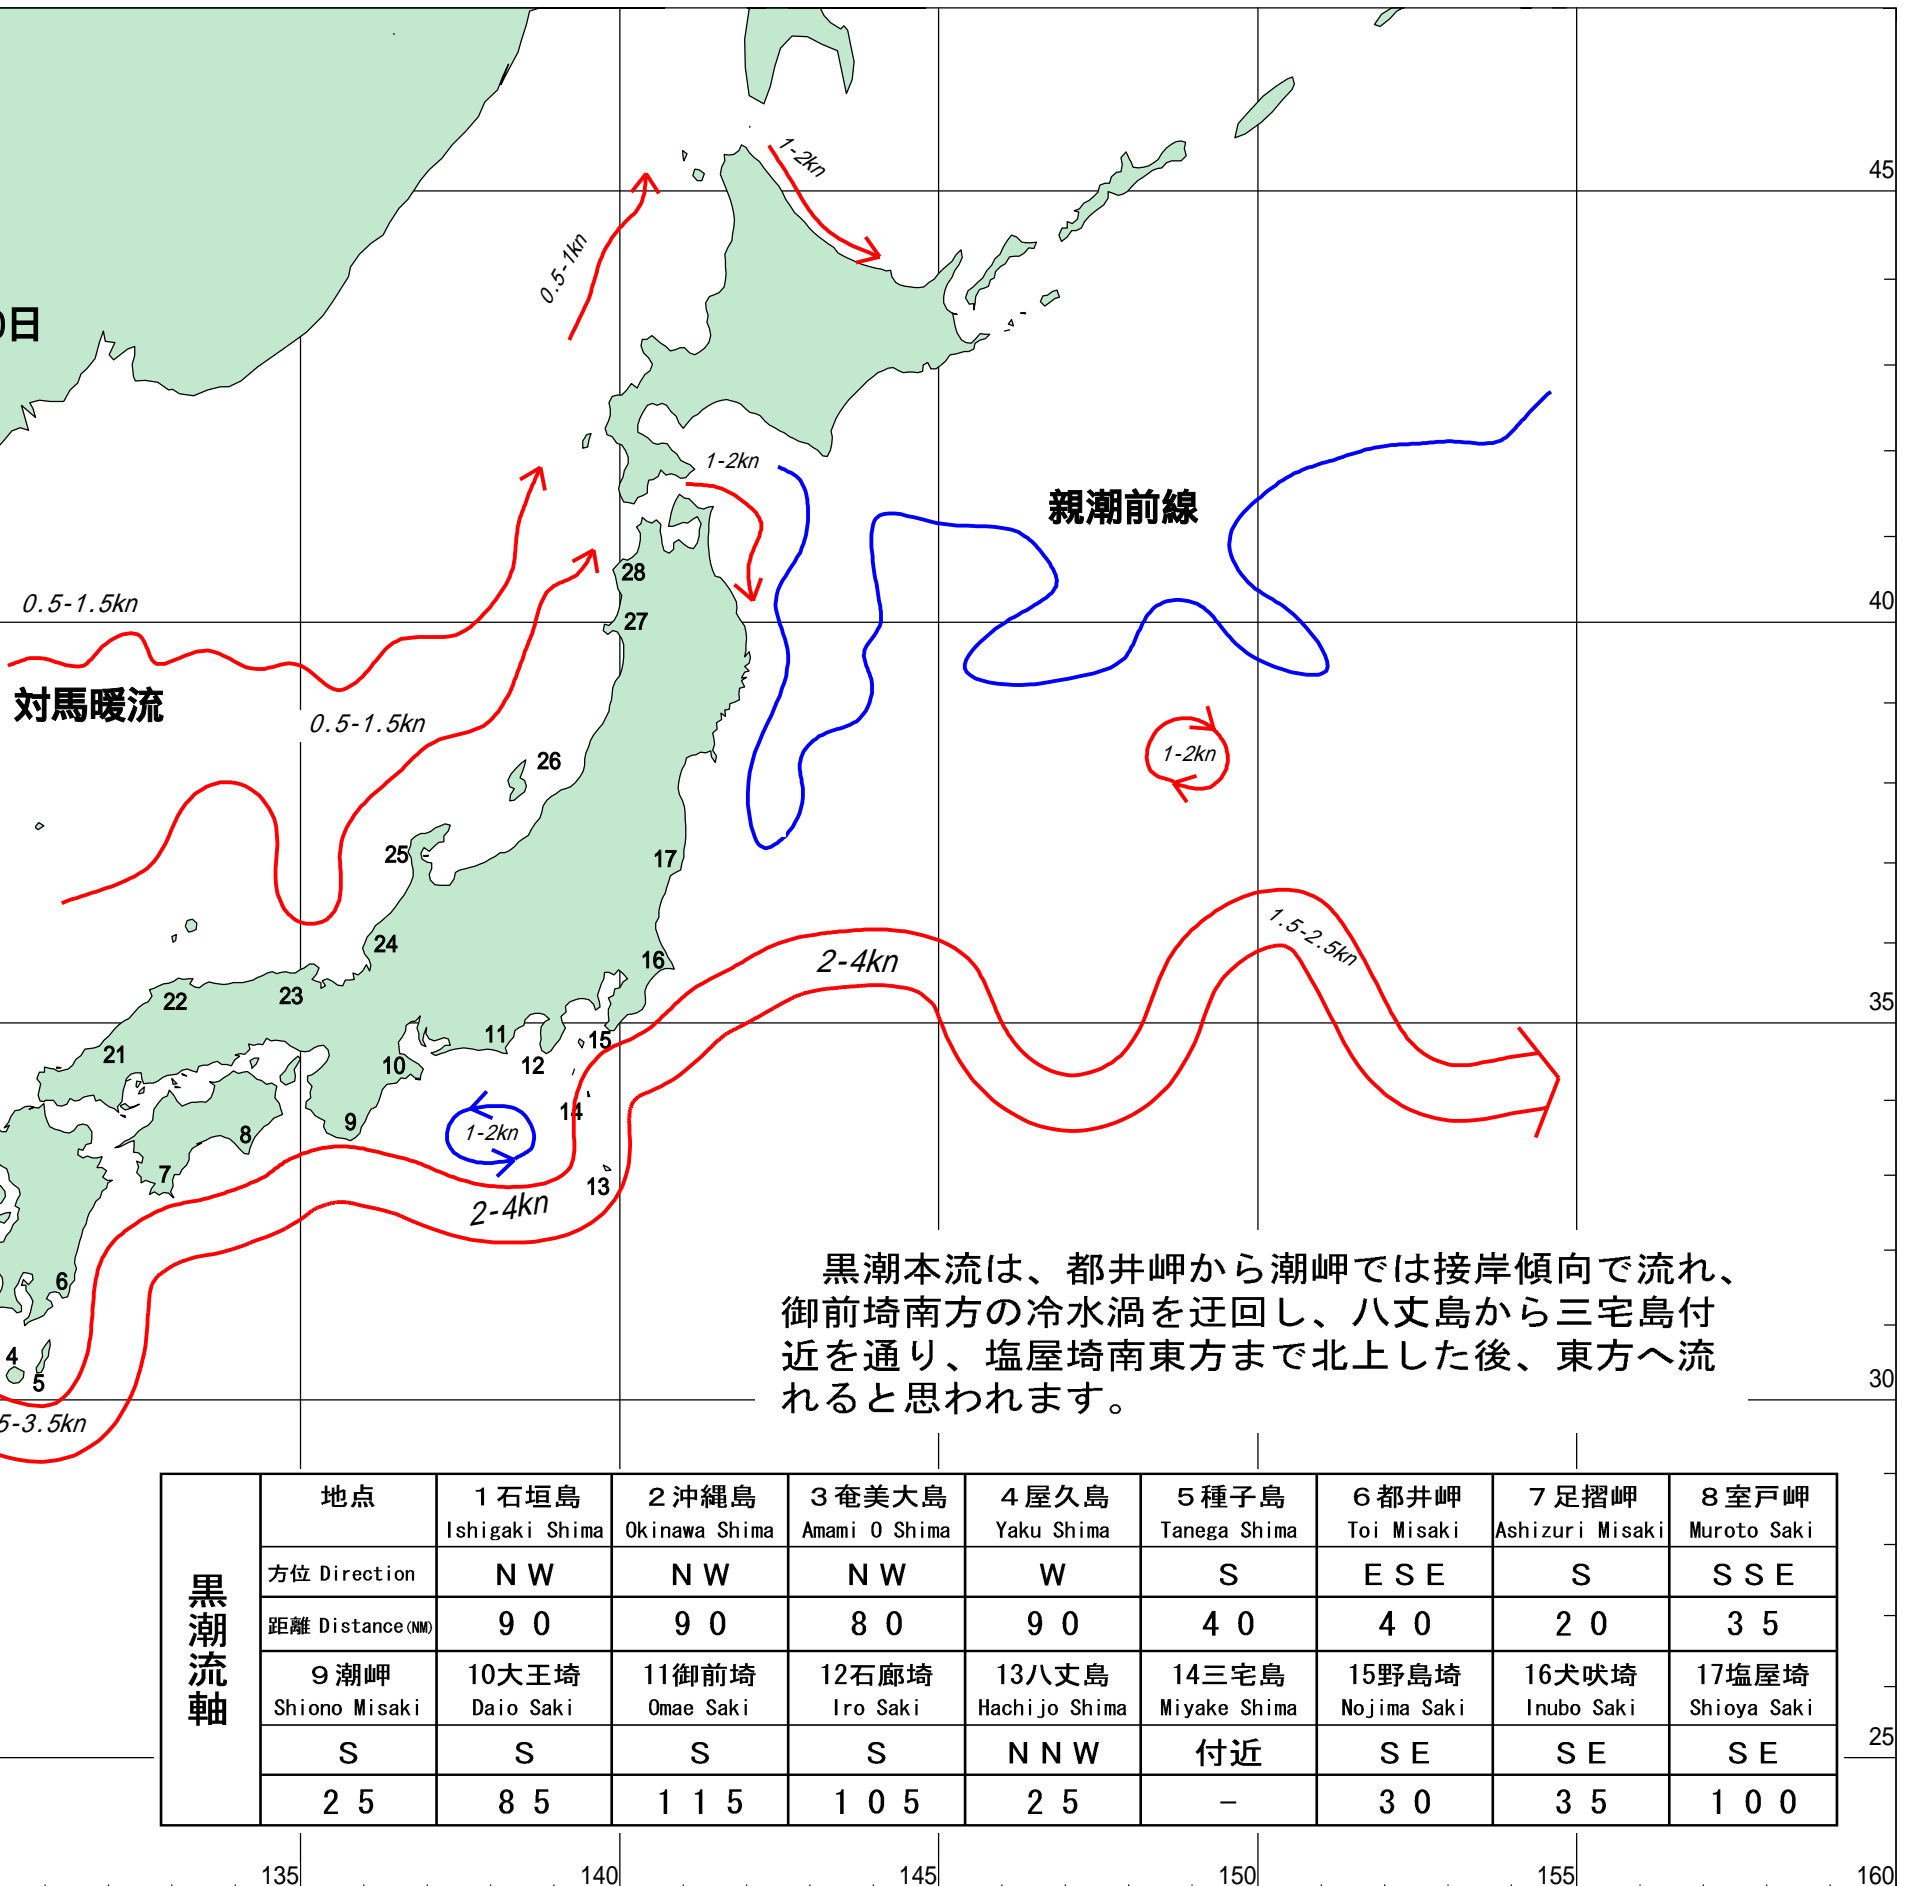 1-2kn
45
0.5-1kn
日
1-2kn
親潮前線
28
0.5-1.5kn
40
27
対馬暖流
0.5-1.5kn
26
1-2kn
25
17
24
2-4kn
1.5-2.5kn
16
22
23
35
11
15
21
10
12
14
9
1-2kn
8
7
13
2-4kn
6
黒潮本流は、都井岬から潮岬では接岸傾向で流れ、
御前埼南方の冷水渦を迂回し、八丈島から三宅島付
近を通り、塩屋埼南東方まで北上した後、東方へ流
れると思われます。
4
5
30
5-3.5kn
黒潮流軸
地点 1石垣島 2沖縄島 3奄美大島 4屋久島 5種子島 6都井岬 7足摺岬 8室戸岬
Ishigaki Shima Okinawa Shima Amami O Shima Yaku Shima Tanega Shima Toi Misaki Ashizuri Misaki Muroto Saki
方位 Direction NW NW NW W S ESE S SSE
距離 Distance(NM) 90 90 80 90 40 40 20 35
9潮岬 10大王埼 11御前埼 12石廊埼 13八丈島 14三宅島 15野島埼 16犬吠埼 17塩屋埼
Shiono Misaki Daio Saki Omae Saki Iro Saki Hachijo Shima Miyake Shima Nojima Saki Inubo Saki Shioya Saki
S S S S NNW 付近 SE SE SE
25 85 115 105 25 － 30 35 100
25
135 140 145 150 155 160